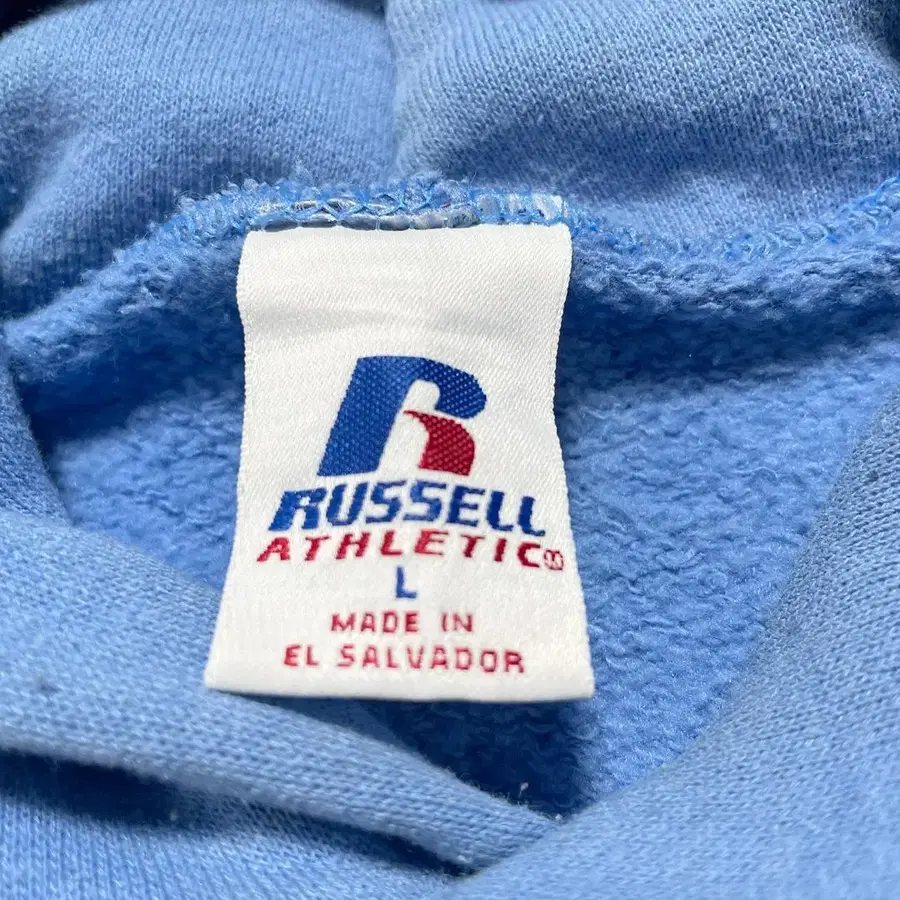 R
RUSSELL
ATHLETIC
L
MADE IN
EL SALVADOR